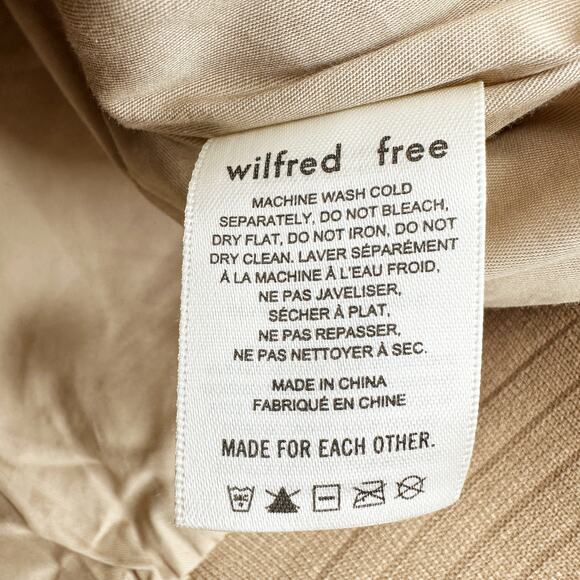 wilfred free
MACHINE WASH COLD
SEPARATELY, DO NOT BLEACH,
DRY FLAT, DO NOT IRON, DO NOT
DRY CLEAN. LAVER SÉPARÉMENT
À LA MACHINE À L'EAU FROID,
NE PAS JAVELISER,
SÉCHER À PLAT,
NE PAS REPASSER,
NE PAS NETTOYER À SEC.
MADE IN CHINA
FABRIQUÉ EN CHINE
MADE FOR EACH OTHER.